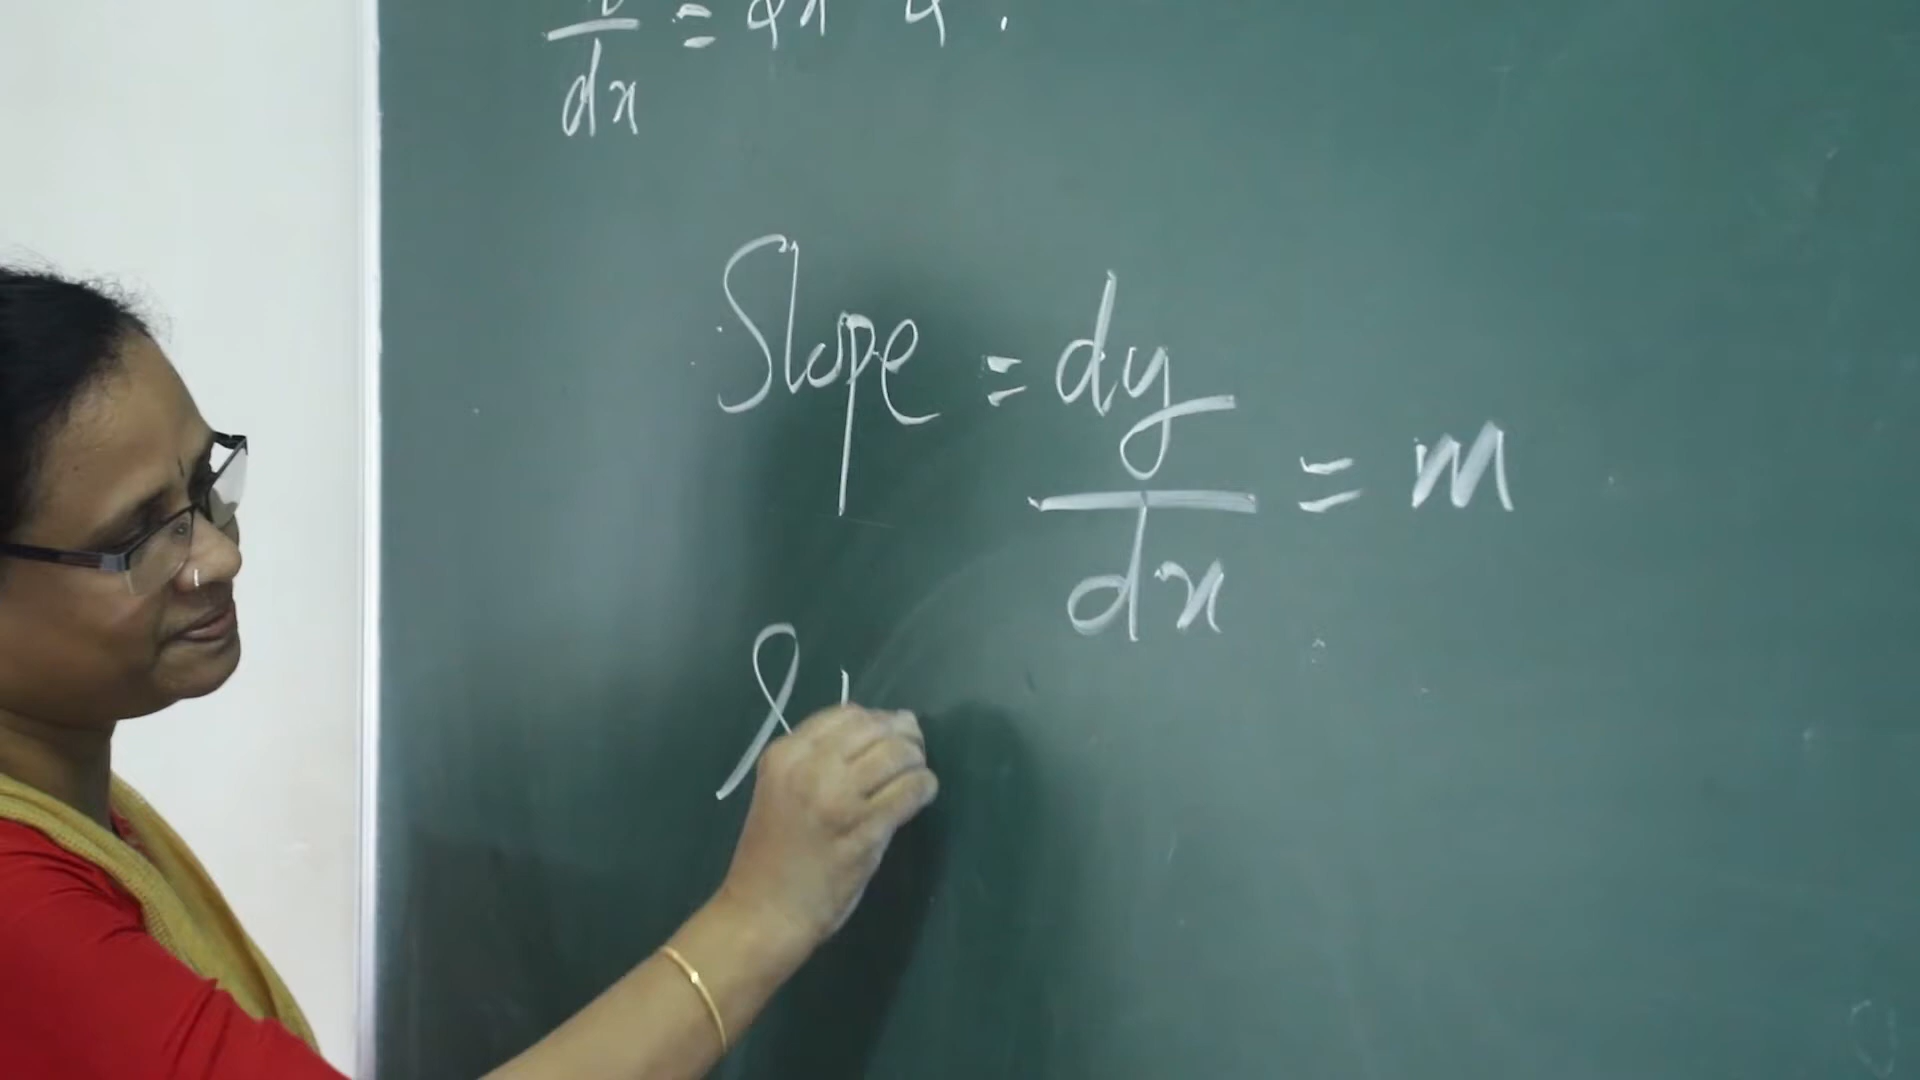 dx =
Slope = dy/dx = m